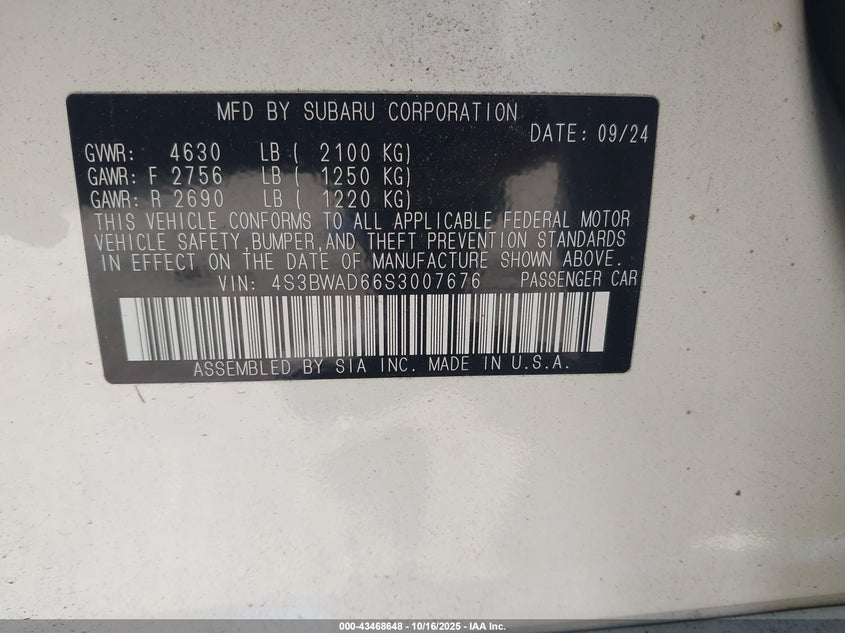 MFD BY SUBARU CORPORATION
DATE: 09/24
GVWR: 4630 LB ( 2100 KG)
GAWR: F 2756 LB ( 1250 KG)
GAWR: R 2690 LB ( 1220 KG)
THIS VEHICLE CONFORMS TO ALL APPLICABLE FEDERAL MOTOR
VEHICLE SAFETY,BUMPER,AND THEFT PREVENTION STANDARDS
IN EFFECT ON THE DATE OF MANUFACTURE SHOWN ABOVE.
VIN: 4S3BWAD66S3007676 PASSENGER CAR
ASSEMBLED BY SIA INC. MADE IN U.S.A.
000-43468648 - 10/16/2025 - IAA Inc.